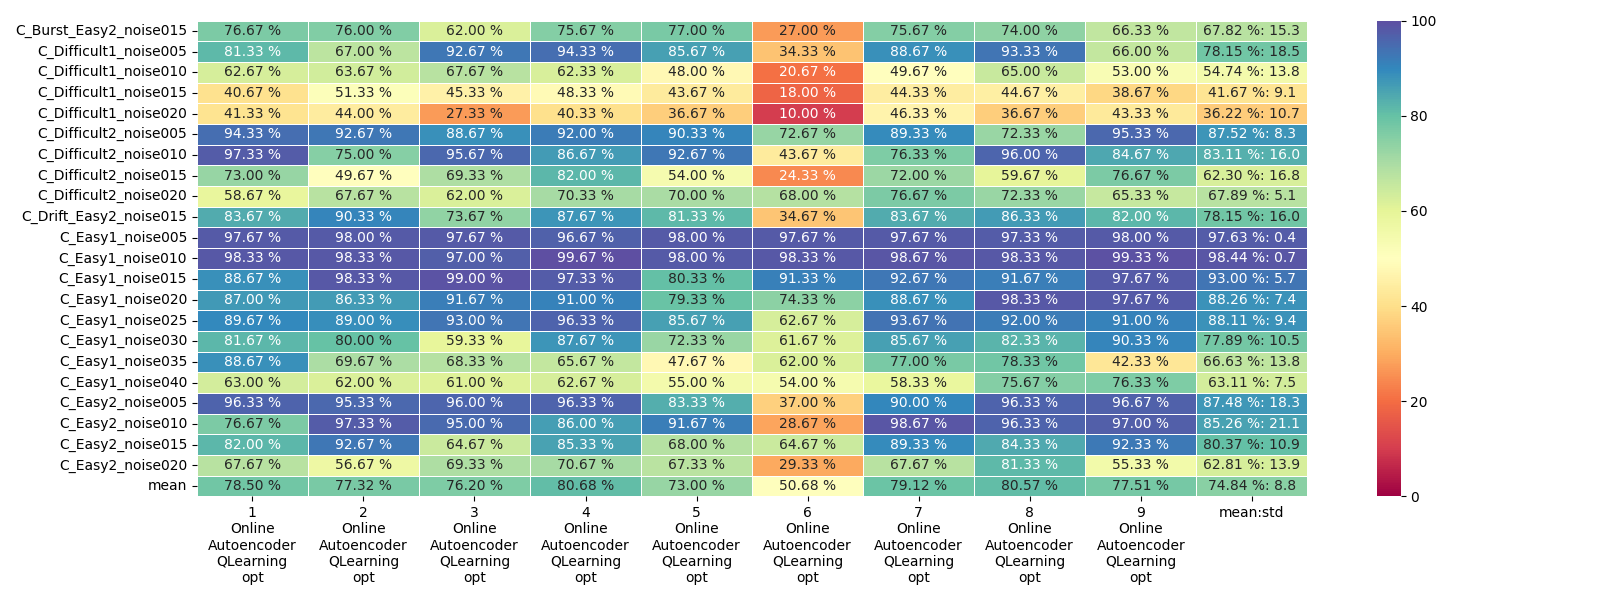 C_Burst_Easy2_noise015 76.67 % 76.00 % 62.00 % 75.67 % 77.00 % 27.00 % 75.67 % 74.00 % 66.33 % 67.82 %: 15.3 100
C_Difficult1_noise005 81.33 % 67.00 % 92.67 % 94.33 % 85.67 % 34.33 % 88.67 % 93.33 % 66.00 % 78.15 %: 18.5
C_Difficult1_noise010 62.67 % 63.67 % 67.67 % 62.33 % 48.00 % 20.67 % 49.67 % 65.00 % 53.00 % 54.74 %: 13.8
C_Difficult1_noise015 40.67 % 51.33 % 45.33 % 48.33 % 43.67 % 18.00 % 44.33 % 44.67 % 38.67 % 41.67 %: 9.1
C_Difficult1_noise020 41.33 % 44.00 % 27.33 % 40.33 % 36.67 % 10.00 % 46.33 % 36.67 % 43.33 % 36.22 %: 10.7 80
C_Difficult2_noise005 94.33 % 92.67 % 88.67 % 92.00 % 90.33 % 72.67 % 89.33 % 72.33 % 95.33 % 87.52 %: 8.3
C_Difficult2_noise010 97.33 % 75.00 % 95.67 % 86.67 % 92.67 % 43.67 % 76.33 % 96.00 % 84.67 % 83.11 %: 16.0
C_Difficult2_noise015 73.00 % 49.67 % 69.33 % 82.00 % 54.00 % 24.33 % 72.00 % 59.67 % 76.67 % 62.30 %: 16.8
C_Difficult2_noise020 58.67 % 67.67 % 62.00 % 70.33 % 70.00 % 68.00 % 76.67 % 72.33 % 65.33 % 67.89 %: 5.1
C_Drift_Easy2_noise015 83.67 % 90.33 % 73.67 % 87.67 % 81.33 % 34.67 % 83.67 % 86.33 % 82.00 % 78.15 %: 16.0 60
C_Easy1_noise005 97.67 % 98.00 % 97.67 % 96.67 % 98.00 % 97.67 % 97.67 % 97.33 % 98.00 % 97.63 %: 0.4
C_Easy1_noise010 98.33 % 98.33 % 97.00 % 99.67 % 98.00 % 98.33 % 98.67 % 98.33 % 99.33 % 98.44 %: 0.7
C_Easy1_noise015 88.67 % 98.33 % 99.00 % 97.33 % 80.33 % 91.33 % 92.67 % 91.67 % 97.67 % 93.00 %: 5.7
C_Easy1_noise020 87.00 % 86.33 % 91.67 % 91.00 % 79.33 % 74.33 % 88.67 % 98.33 % 97.67 % 88.26 %: 7.4 40
C_Easy1_noise025 89.67 % 89.00 % 93.00 % 96.33 % 85.67 % 62.67 % 93.67 % 92.00 % 91.00 % 88.11 %: 9.4
C_Easy1_noise030 81.67 % 80.00 % 59.33 % 87.67 % 72.33 % 61.67 % 85.67 % 82.33 % 90.33 % 77.89 %: 10.5
C_Easy1_noise035 88.67 % 69.67 % 68.33 % 65.67 % 47.67 % 62.00 % 77.00 % 78.33 % 42.33 % 66.63 %: 13.8
C_Easy1_noise040 63.00 % 62.00 % 61.00 % 62.67 % 55.00 % 54.00 % 58.33 % 75.67 % 76.33 % 63.11 %: 7.5
C_Easy2_noise005 96.33 % 95.33 % 96.00 % 96.33 % 83.33 % 37.00 % 90.00 % 96.33 % 96.67 % 87.48 %: 18.3 20
C_Easy2_noise010 76.67 % 97.33 % 95.00 % 86.00 % 91.67 % 28.67 % 98.67 % 96.33 % 97.00 % 85.26 %: 21.1
C_Easy2_noise015 82.00 % 92.67 % 64.67 % 85.33 % 68.00 % 64.67 % 89.33 % 84.33 % 92.33 % 80.37 %: 10.9
C_Easy2_noise020 67.67 % 56.67 % 69.33 % 70.67 % 67.33 % 29.33 % 67.67 % 81.33 % 55.33 % 62.81 %: 13.9
mean 78.50 % 77.32 % 76.20 % 80.68 % 73.00 % 50.68 % 79.12 % 80.57 % 77.51 % 74.84 %: 8.8 0
1 2 3 4 5 6 7 8 9 mean:std
Online Online Online Online Online Online Online Online Online
Autoencoder Autoencoder Autoencoder Autoencoder Autoencoder Autoencoder Autoencoder Autoencoder Autoencoder
QLearning QLearning QLearning QLearning QLearning QLearning QLearning QLearning QLearning
opt opt opt opt opt opt opt opt opt